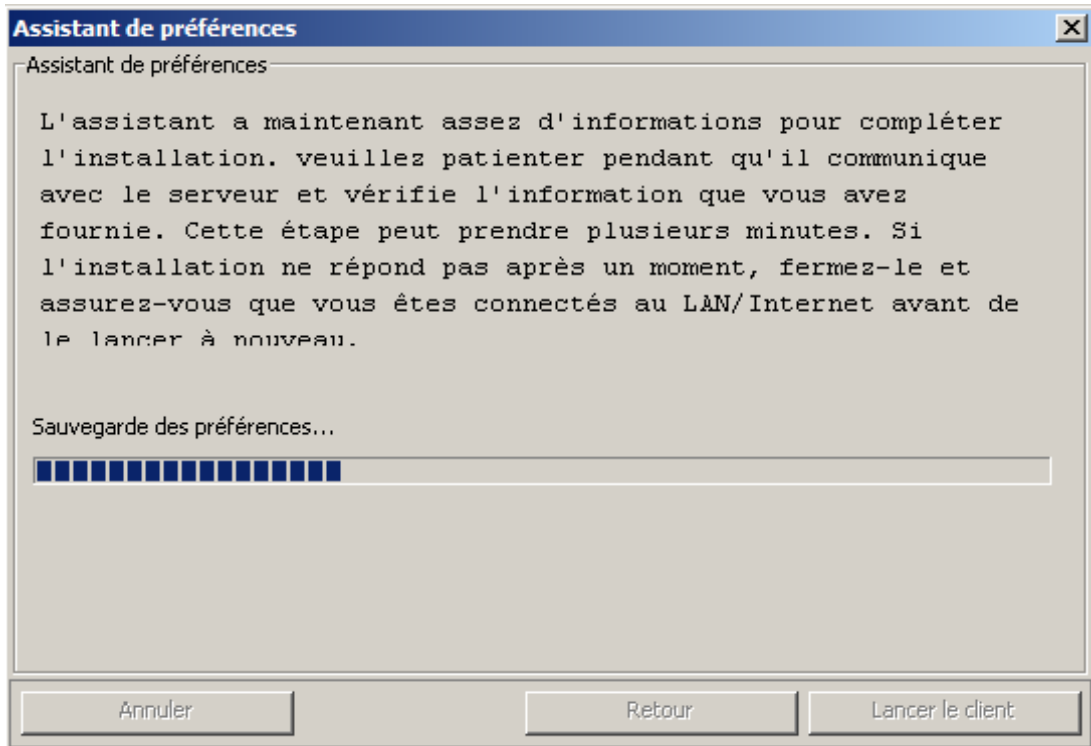 Assistant de préférences
Assistant de préférences
L'assistant a maintenant assez d'informations pour compléter
l'installation. veuillez patienter pendant qu'il communique
avec le serveur et vérifie l'information que vous avez
fournie. Cette étape peut prendre plusieurs minutes. Si
l'installation ne répond pas après un moment, fermez-le et
assurez-vous que vous êtes connectés au LAN/Internet avant de
le lancer à nouveau.
Sauvegarde des préférences...
Annuler
Retour
Lancer le client